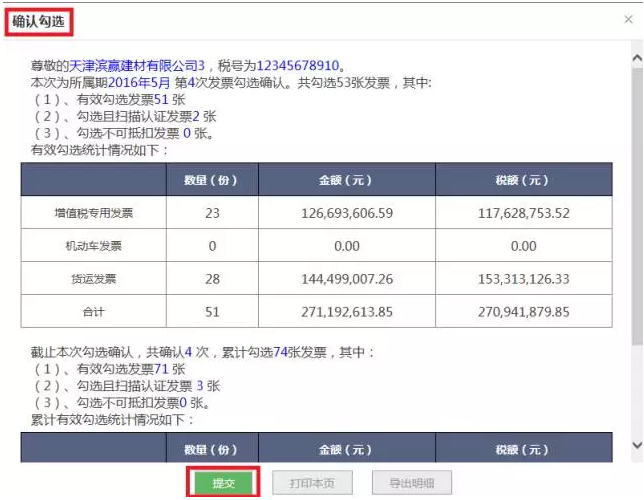 确认勾选
×
尊敬的天津滨赢建材有限公司3，税号为12345678910。
本次为所属期2016年5月 第4次发票勾选确认。共勾选53张发票，其中:
（1）、有效勾选发票51 张
（2）、勾选且扫描认证发票2 张
（3）、勾选不可抵扣发票 0 张。
有效勾选统计情况如下：
数量（份） 金额（元） 税额（元）
增值税专用发票 23 126,693,606.59 117,628,753.52
机动车发票 0 0.00 0.00
货运发票 28 144,499,007.26 153,313,126.33
合计 51 271,192,613.85 270,941,879.85
截止本次勾选确认，共确认4 次，累计勾选74张发票，其中：
（1）、有效勾选发票71 张
（2）、勾选且扫描认证发票 3 张
（3）、勾选不可抵扣发票0 张。
累计有效勾选统计情况如下：
数量（份） 金额（元） 税额（元）
提交 打印本页 导出明细